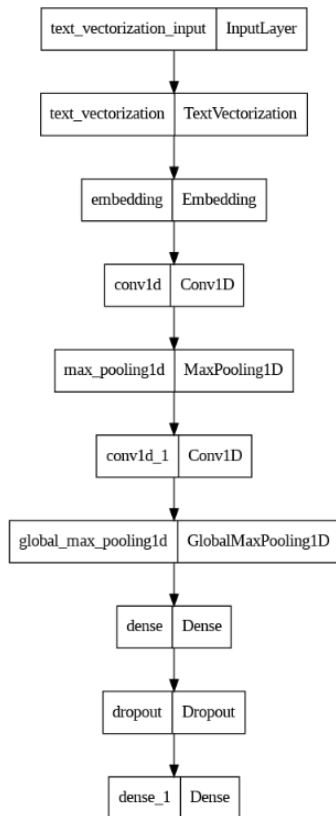 text_vectorization_input InputLayer
text_vectorization TextVectorization
embedding Embedding
conv1d Conv1D
max_pooling1d MaxPooling1D
conv1d_1 Conv1D
global_max_pooling1d GlobalMaxPooling1D
dense Dense
dropout Dropout
dense_1 Dense